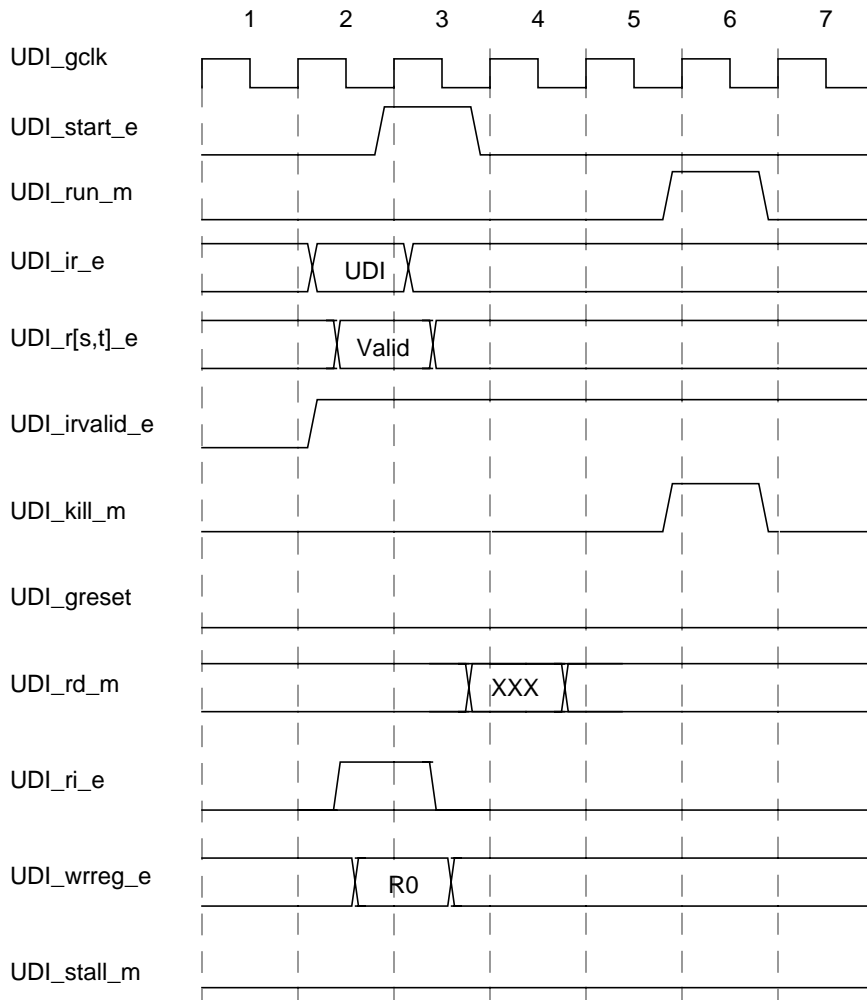 1 2 3 4 5 6 7
UDI_gclk
UDI_start_e
UDI_run_m
UDI_ir_e UDI
UDI_r[s,t]_e Valid
UDI_irvalid_e
UDI_kill_m
UDI_greset
UDI_rd_m XXX
UDI_ri_e
UDI_wrreg_e R0
UDI_stall_m